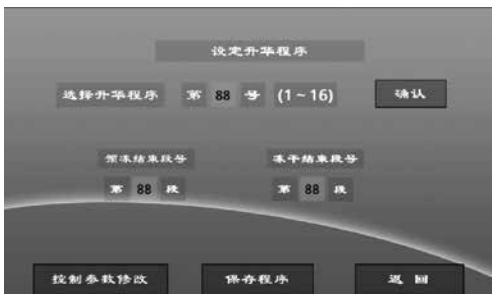 设定升华程序
选择升华程序 第 88 号 (1~16) 确认
预冻结束段号 冻干结束段号
第 88 段 第 88 段
控制参数修改 保存程序 返回